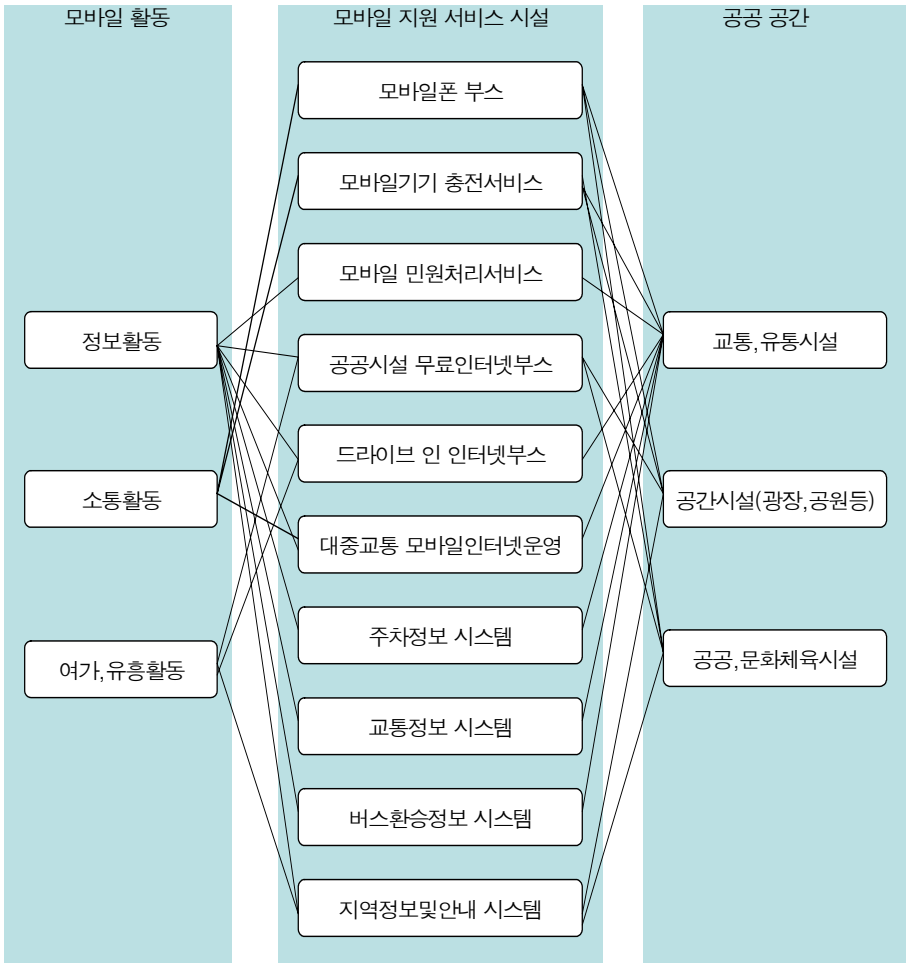 모바일 활동
모바일 지원 서비스 시설
공공 공간
모바일폰 부스
모바일기기 충전서비스
모바일 민원처리서비스
정보활동
공공시설 무료인터넷부스
교통,유통시설
드라이브 인 인터넷부스
소통활동
공간시설(광장,공원등)
대중교통 모바일인터넷운영
주차정보 시스템
여가,유흥활동
공공,문화체육시설
교통정보 시스템
버스환승정보 시스템
지역정보및안내 시스템